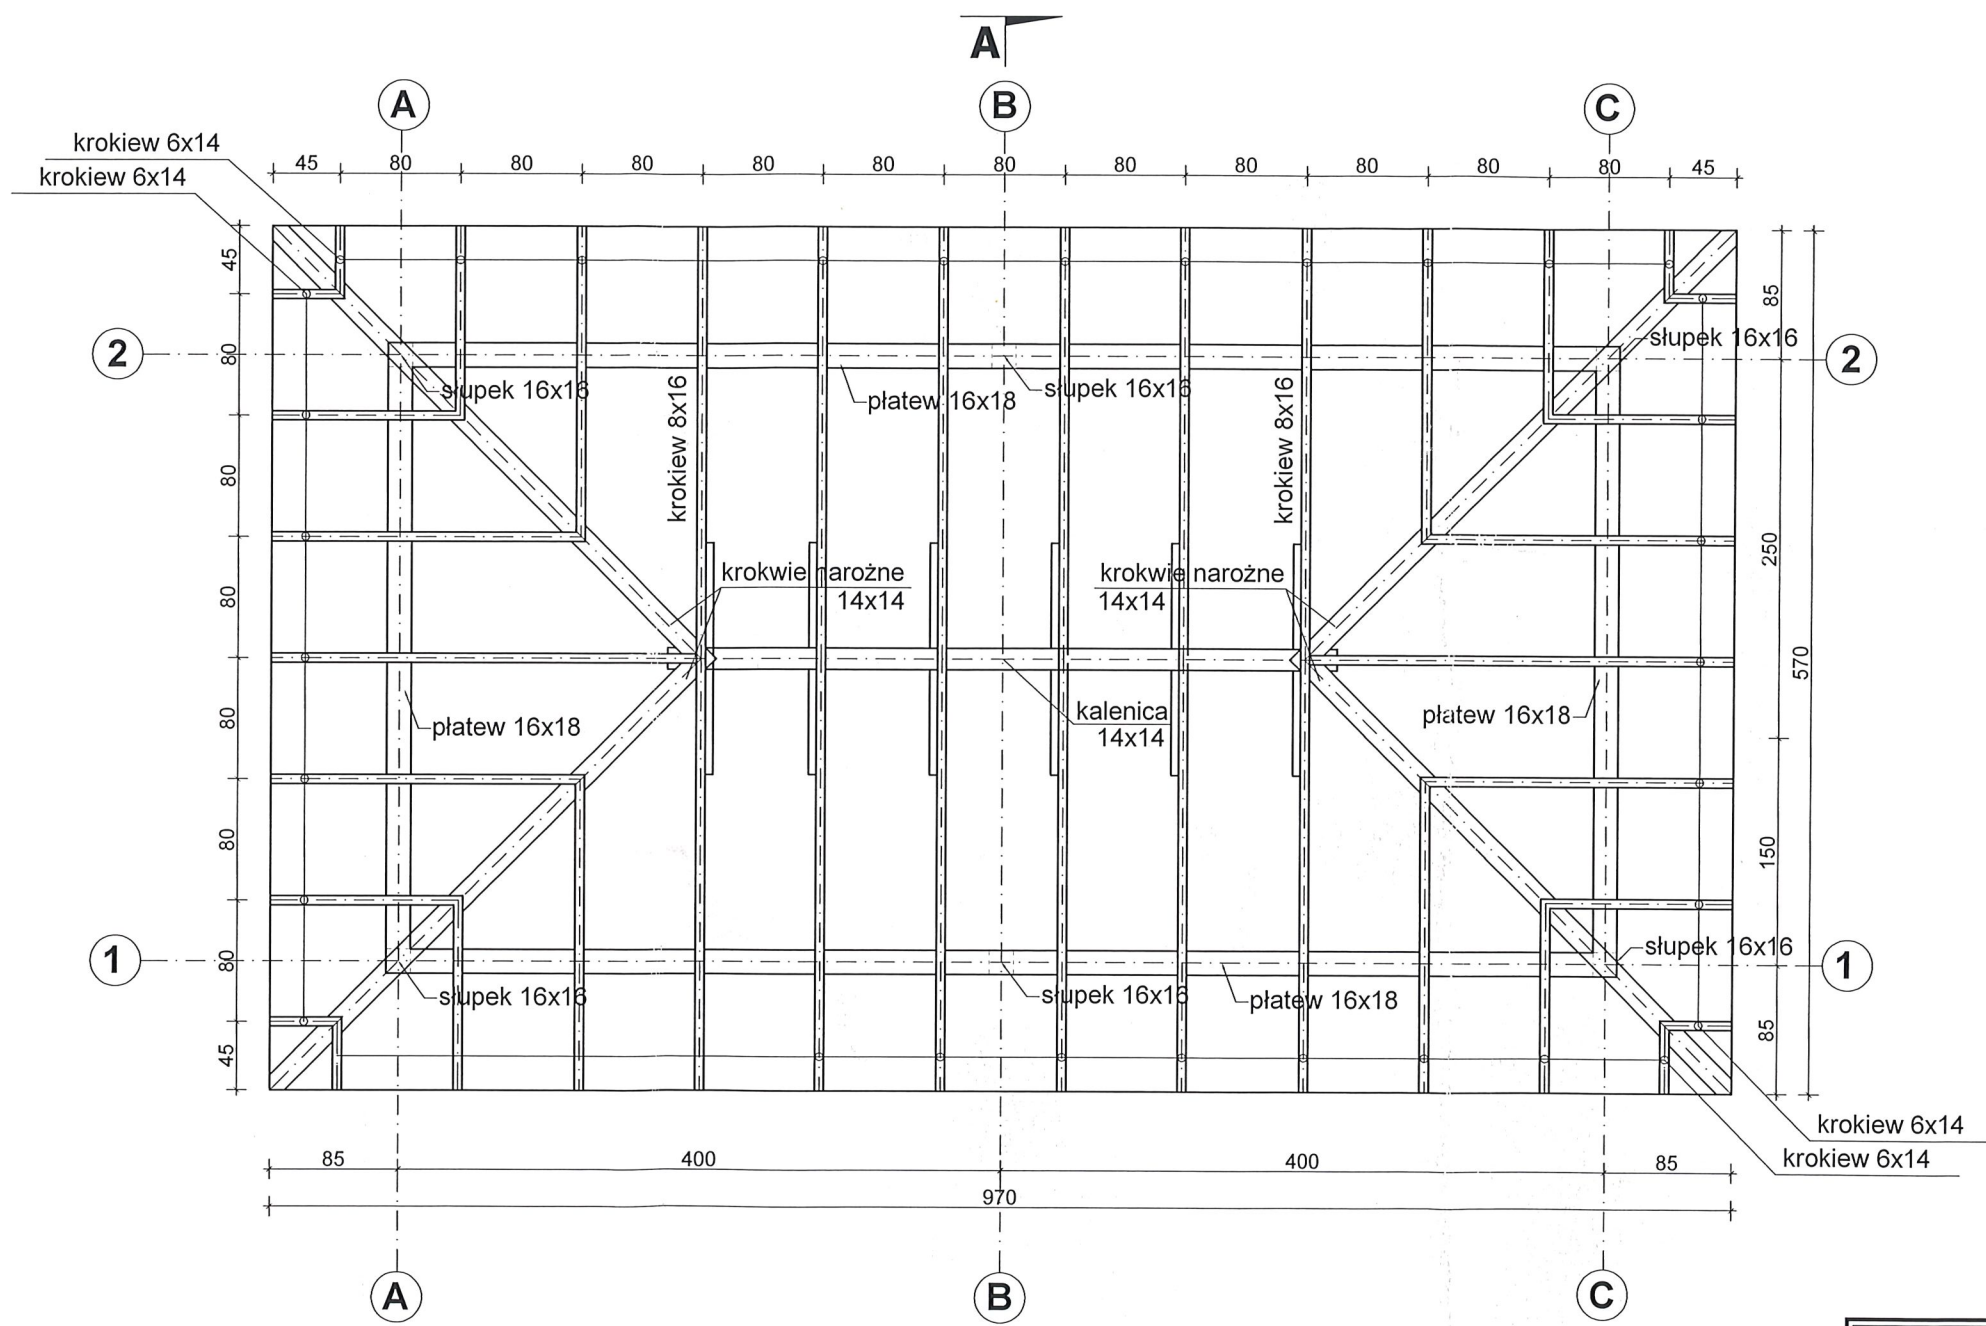 A
A
B
C
krokiew 6x14
krokiew 6x14
45 80 80 80 80 80 80 80 80 80 80 80 45
45
80
80
80
80
80
80
45
2
2
słupek 16x16
słupek 16x16
słupek 16x16
płatew 16x18
krokiew 8x16
krokiew 8x16
85
250
150
85
570
krokwie narożne
14x14
krokwie narożne
14x14
kalenica
14x14
płatew 16x18
płatew 16x18
1
1
słupek 16x16
słupek 16x16
słupek 16x16
płatew 16x18
krokiew 6x14
krokiew 6x14
85 400 400 85
970
A
B
C